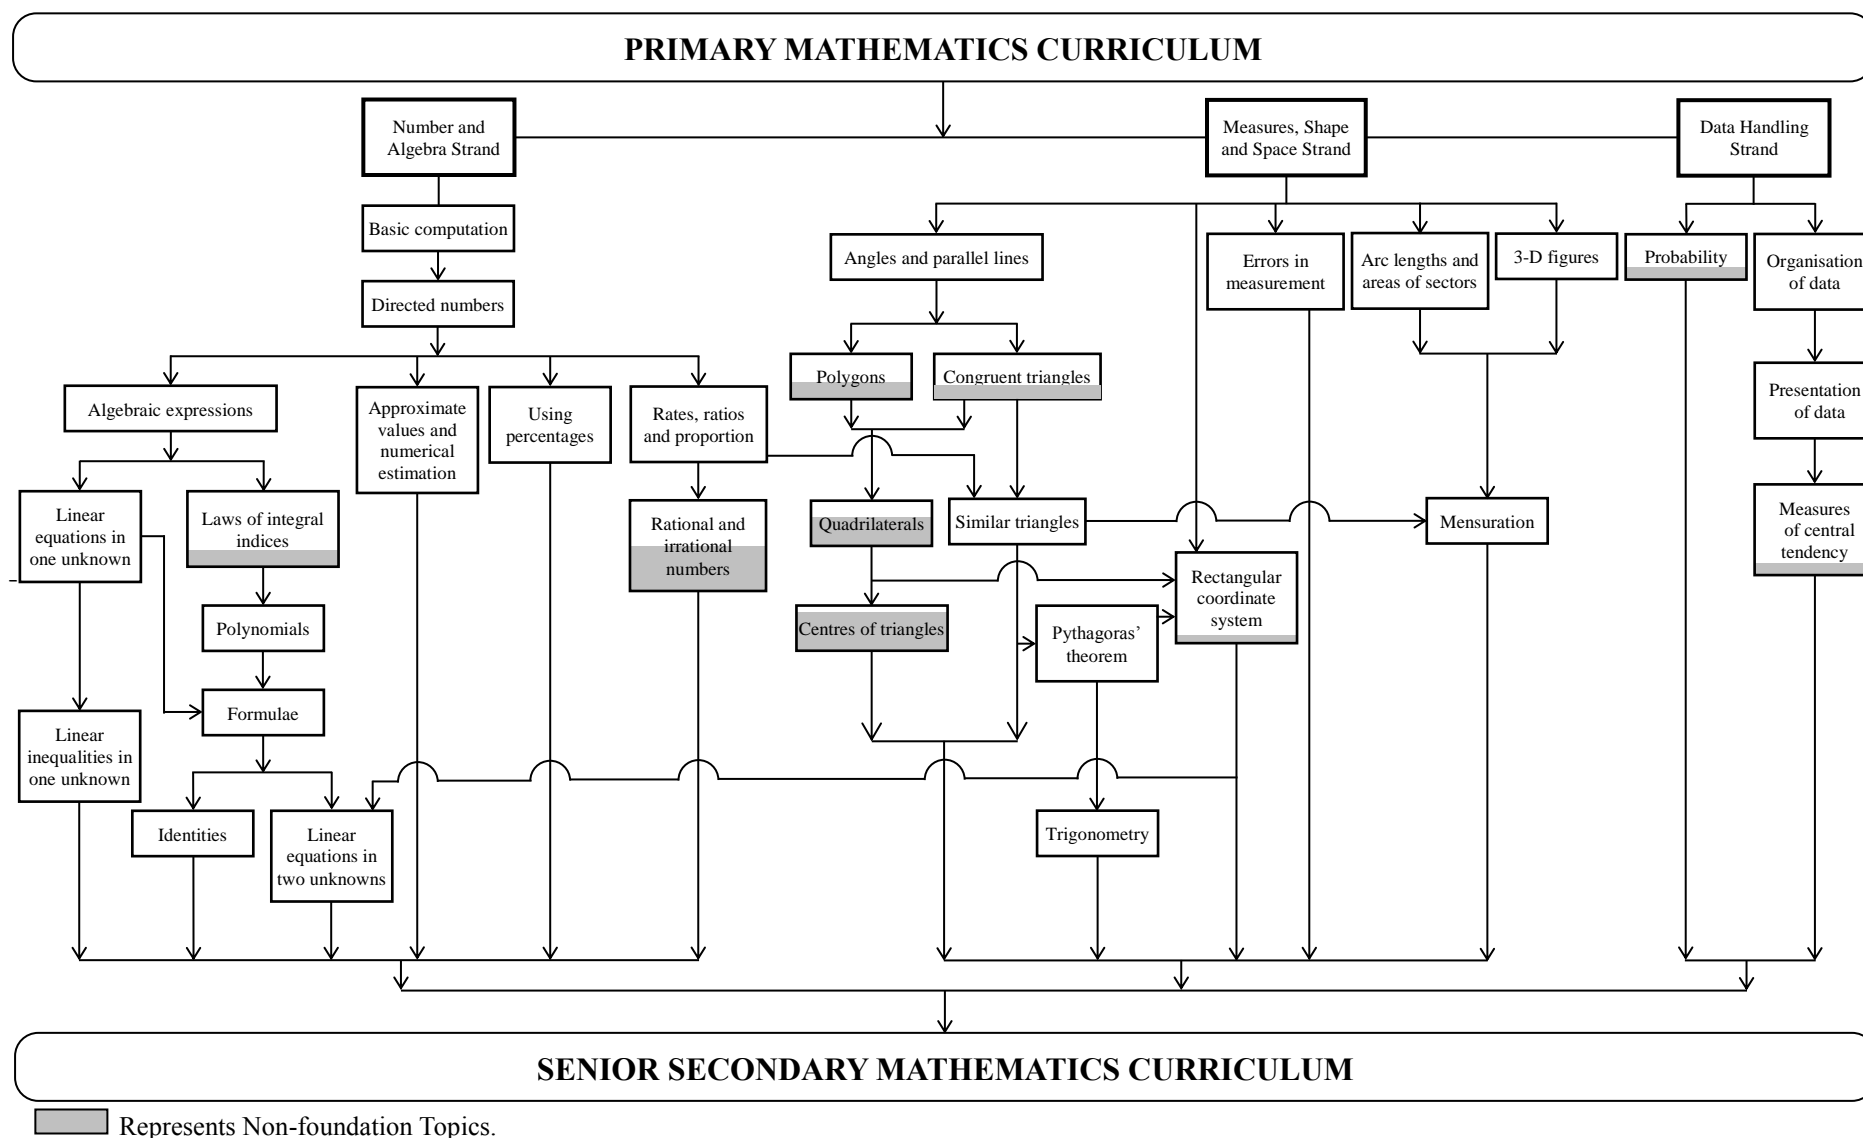 PRIMARY MATHEMATICS CURRICULUM
Number and
Algebra Strand
Measures, Shape
and Space Strand
Data Handling
Strand
Basic computation
Directed numbers
Angles and parallel lines
Errors in
measurement
Arc lengths and
areas of sectors
3-D figures
Probability
Organisation
of data
Polygons
Congruent triangles
Presentation
of data
Algebraic expressions
Approximate
values and
numerical
estimation
Using
percentages
Rates, ratios
and proportion
Linear
equations in
one unknown
Laws of integral
indices
Rational and
irrational
numbers
Quadrilaterals
Similar triangles
Mensuration
Measures
of central
tendency
Rectangular
coordinate
system
Polynomials
Centres of triangles
Pythagoras’
theorem
Formulae
Linear
inequalities in
one unknown
Identities
Linear
equations in
two unknowns
Trigonometry
SENIOR SECONDARY MATHEMATICS CURRICULUM
Represents Non-foundation Topics.